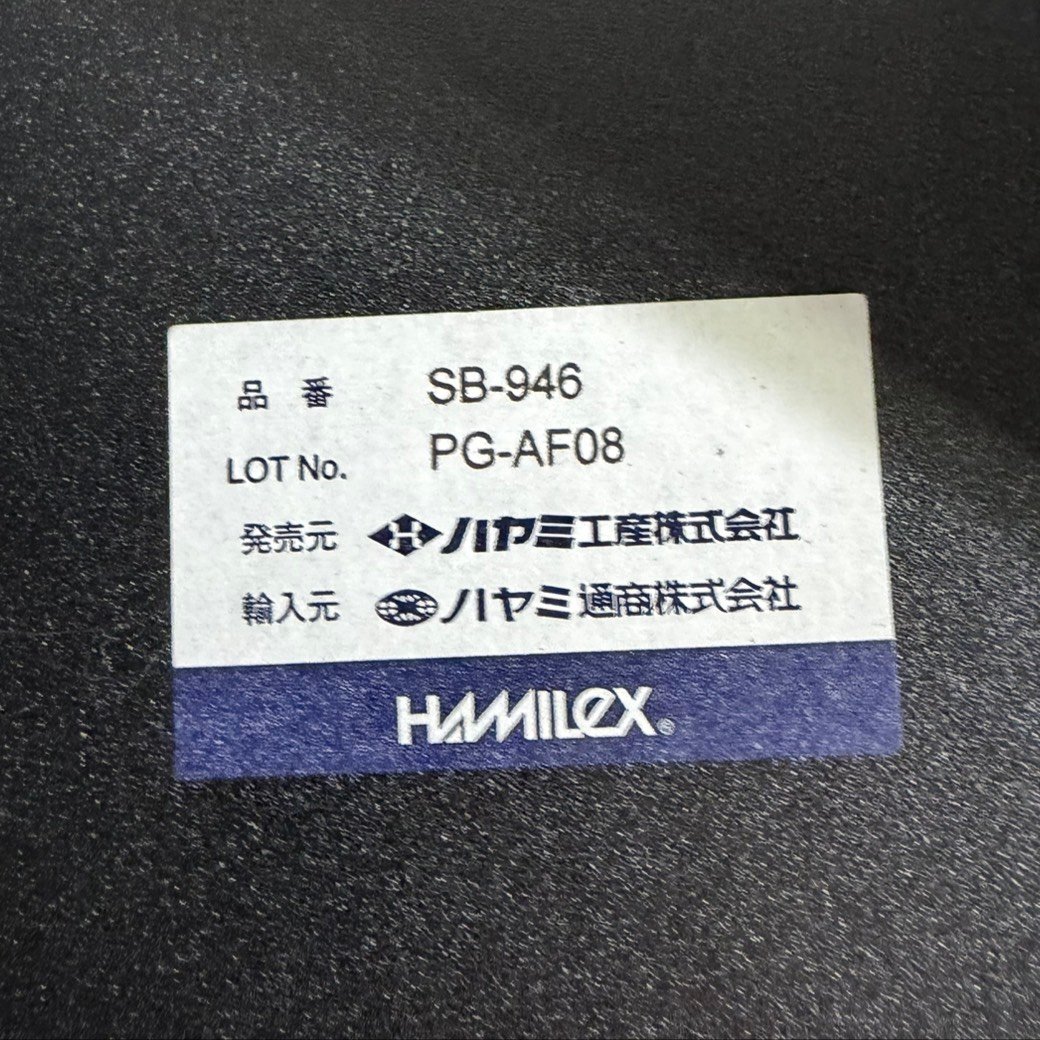 品 番 SB-946
LOT No. PG-AF08
発売元 H ハヤミ工産株式会社
輸入元 ハヤミ通商株式会社
HAMILeX®